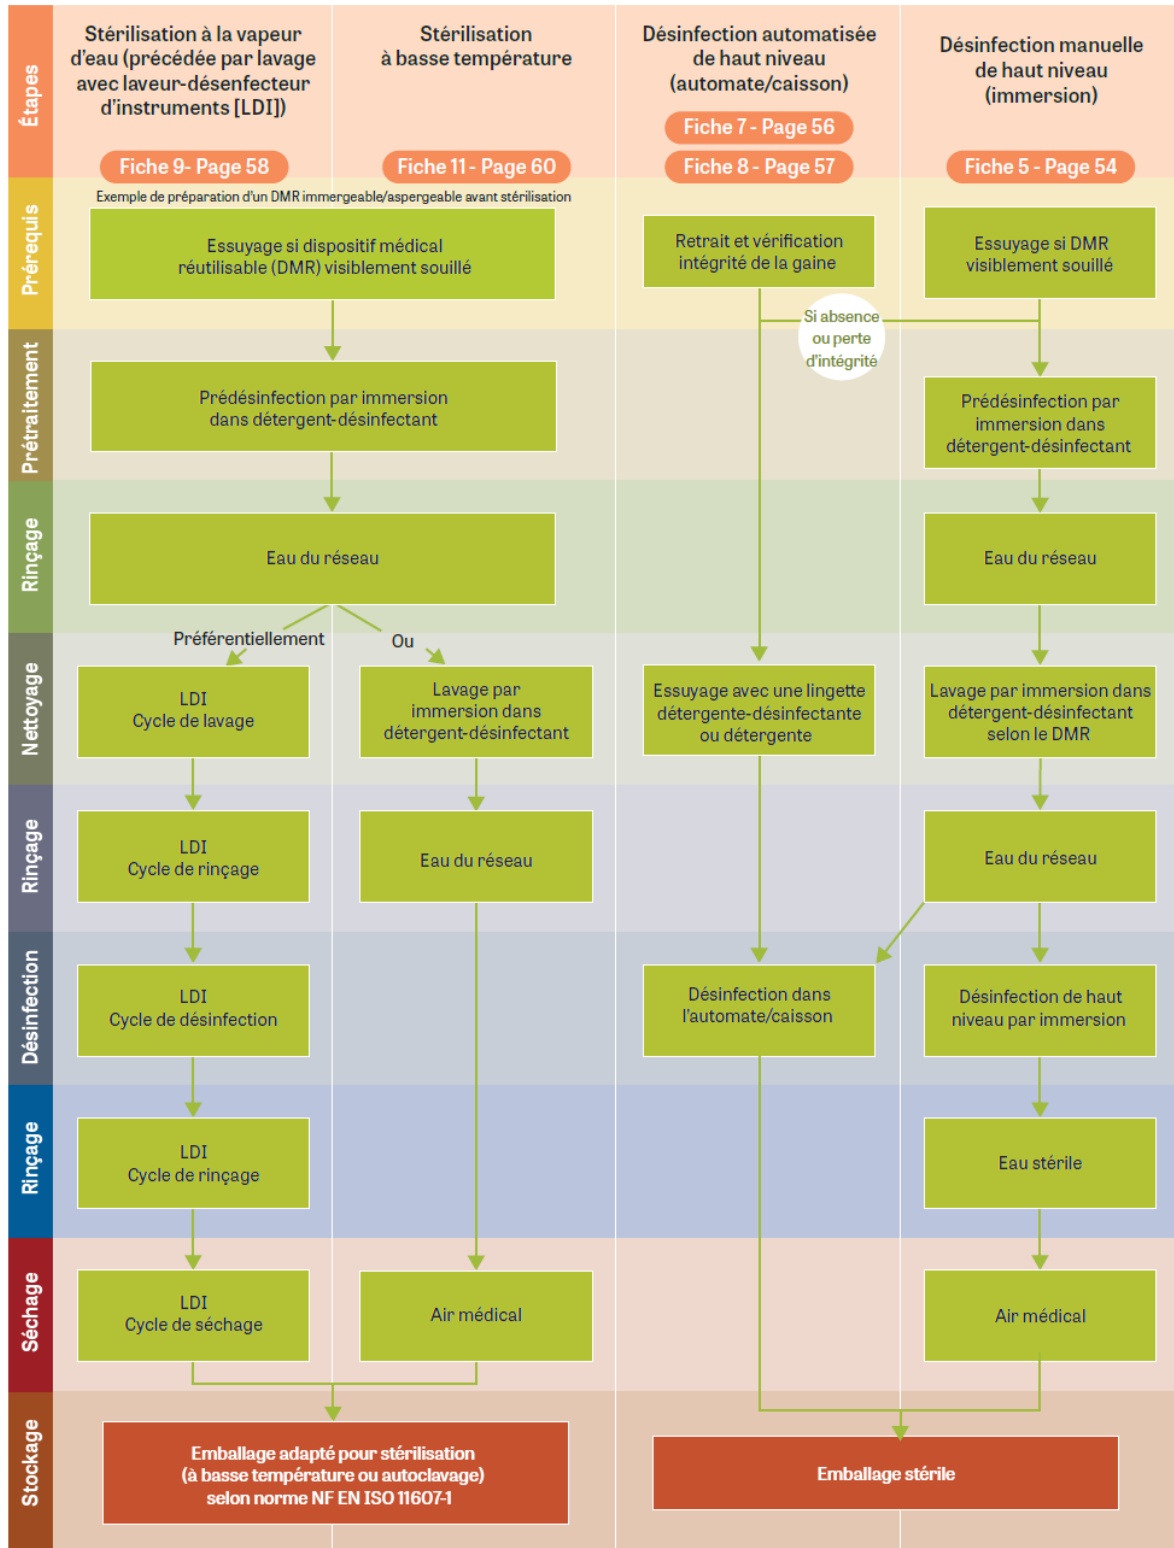 Étapes
Stérilisation à la vapeur
d'eau (précédée par lavage
avec laveur-désenfecteur
d'instruments [LDI])
Fiche 9- Page 58
Stérilisation
à basse température
Fiche 11 - Page 60
Désinfection automatisée
de haut niveau
(automate/caisson)
Fiche 7 - Page 56
Fiche 8 - Page 57
Désinfection manuelle
de haut niveau
(immersion)
Fiche 5 - Page 54
Prérequis
Exemple de préparation d'un DMR immergeable/aspergeable avant stérilisation
Essuyage si dispositif médical
réutilisable (DMR) visiblement souillé
Retrait et vérification
intégrité de la gaine
Essuyage si DMR
visiblement souillé
Si absence
ou perte
d'intégrité
Prétraitement
Prédésinfection par immersion
dans détergent-désinfectant
Prédésinfection par
immersion dans
détergent-désinfectant
Rinçage
Eau du réseau
Eau du réseau
Préférentiellement
Ou
Nettoyage
LDI
Cycle de lavage
Lavage par
immersion dans
détergent-désinfectant
Essuyage avec une lingette
détergente-désinfectante
ou détergente
Lavage par immersion dans
détergent-désinfectant
selon le DMR
Rinçage
LDI
Cycle de rinçage
Eau du réseau
Eau du réseau
Désinfection
LDI
Cycle de désinfection
Désinfection dans
l'automate/caisson
Désinfection de haut
niveau par immersion
Rinçage
LDI
Cycle de rinçage
Eau stérile
Séchage
LDI
Cycle de séchage
Air médical
Air médical
Stockage
Emballage adapté pour stérilisation
(à basse température ou autoclavage)
selon norme NF EN ISO 11607-1
Emballage stérile